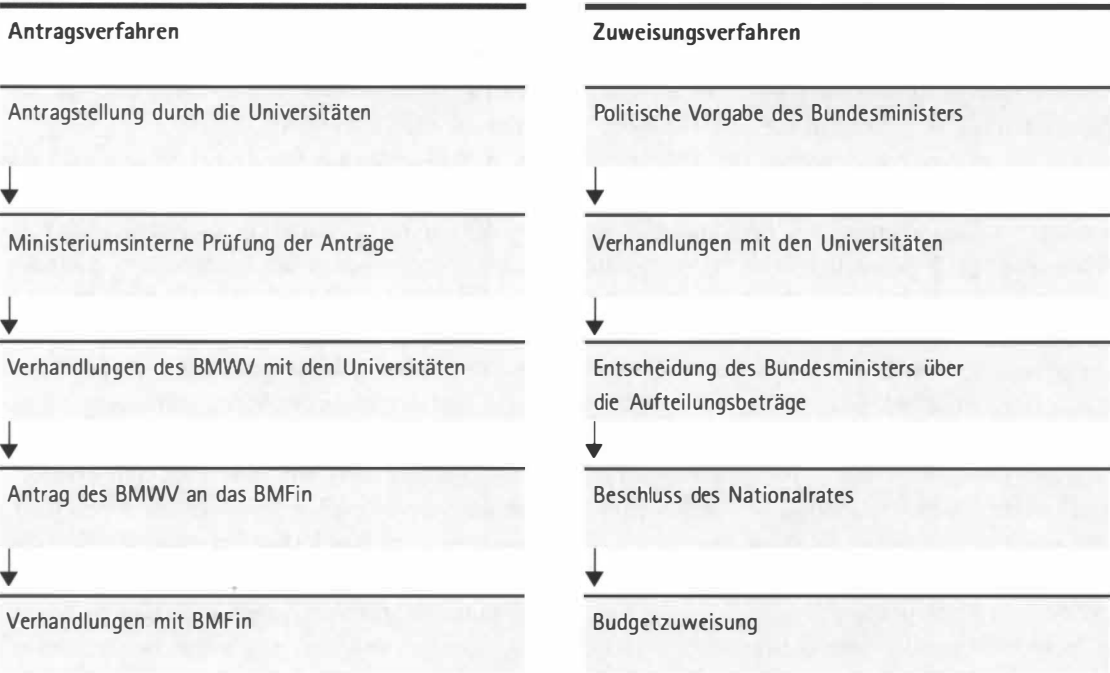 Antragsverfahren
Antragstellung durch die Universitäten
Ministeriumsinterne Prüfung der Anträge
Verhandlungen des BMWV mit den Universitäten
Antrag des BMWV an das BMFin
Verhandlungen mit BMFin
Zuweisungsverfahren
Politische Vorgabe des Bundesministers
Verhandlungen mit den Universitäten
Entscheidung des Bundesministers über
die Aufteilungsbeträge
Beschluss des Nationalrates
Budgetzuweisung